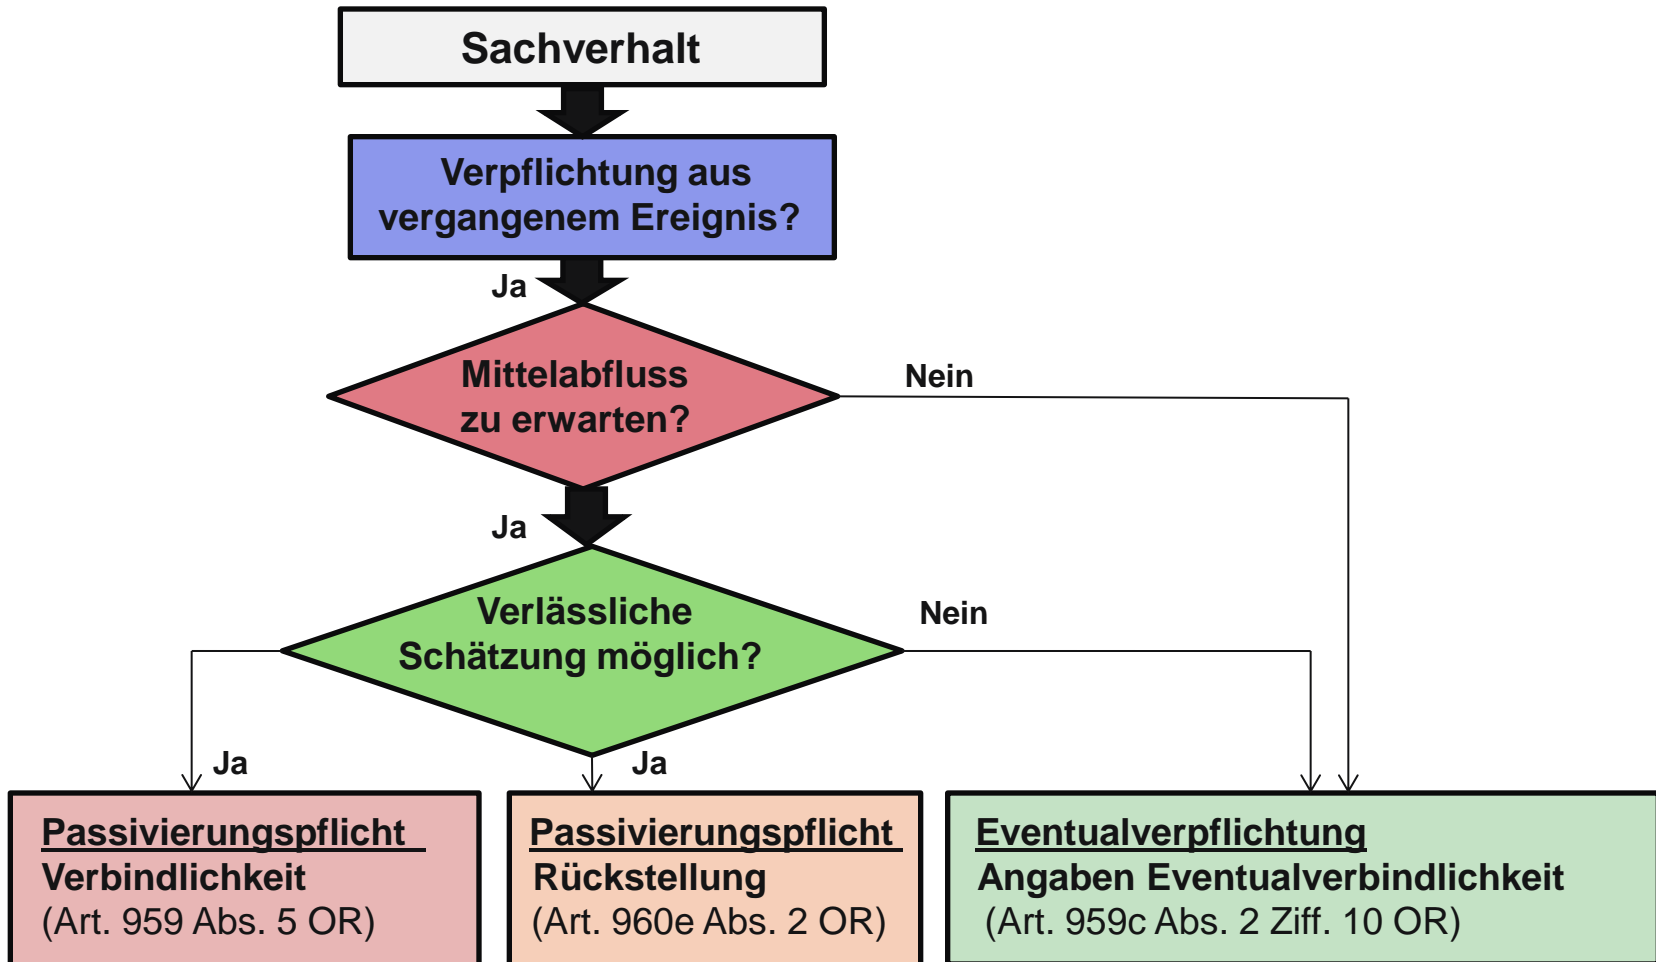 Sachverhalt
Verpflichtung aus
vergangenem Ereignis?
Ja
Mittelabfluss
zu erwarten?
Nein
Ja
Verlässliche
Schätzung möglich?
Nein
Ja
Ja
Passivierungspflicht
Verbindlichkeit
(Art. 959 Abs. 5 OR)
Passivierungspflicht
Rückstellung
(Art. 960e Abs. 2 OR)
Eventualverpflichtung
Angaben Eventualverbindlichkeit
(Art. 959c Abs. 2 Ziff. 10 OR)